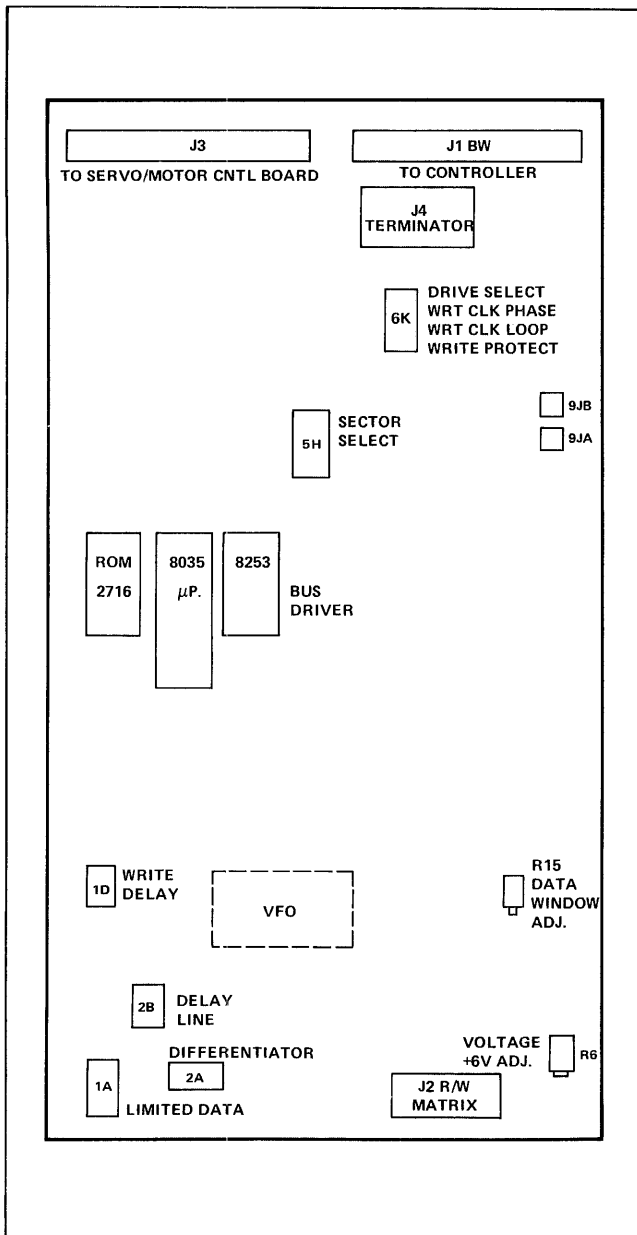 J3
TO SERVO/MOTOR CNTL BOARD
J1 BW
TO CONTROLLER
J4
TERMINATOR
6K
DRIVE SELECT
WRT CLK PHASE
WRT CLK LOOP
WRITE PROTECT
9JB
9JA
5H
SECTOR
SELECT
ROM
2716
8035
μP.
8253
BUS
DRIVER
1D
WRITE
DELAY
VFO
R15
DATA
WINDOW
ADJ.
2B
DELAY
LINE
DIFFERENTIATOR
2A
1A
LIMITED DATA
VOLTAGE
+6V ADJ.
R6
J2 R/W
MATRIX